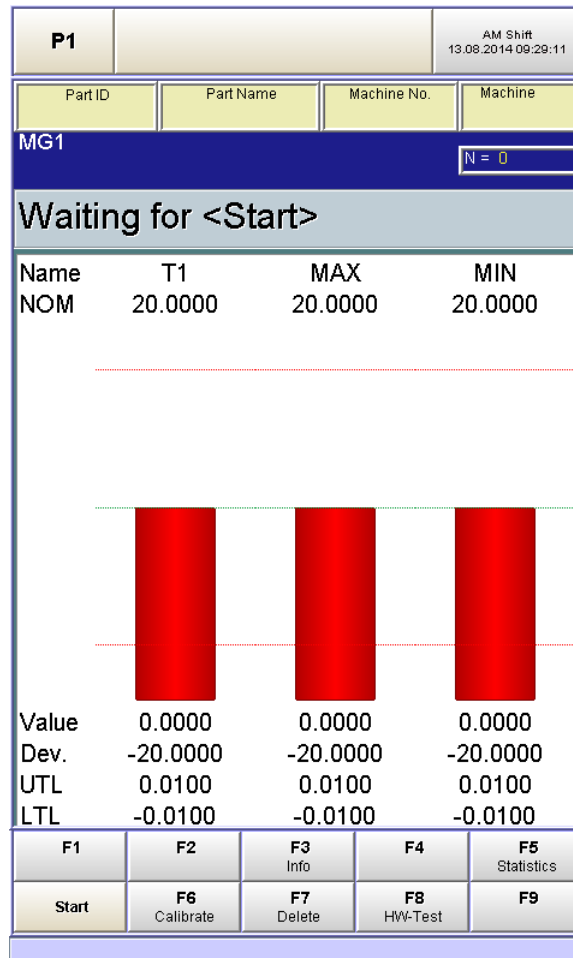 P1
AM Shift
13.08.2014 09:29:11
Part ID Part Name Machine No. Machine
MG1
N = 0
Waiting for <Start>
Name T1 MAX MIN
NOM 20.0000 20.0000 20.0000
Value 0.0000 0.0000 0.0000
Dev. -20.0000 -20.0000 -20.0000
UTL 0.0100 0.0100 0.0100
LTL -0.0100 -0.0100 -0.0100
F1 F2 F3 F4 F5
Info Statistics
Start F6 F7 F8 F9
Calibrate Delete HW-Test